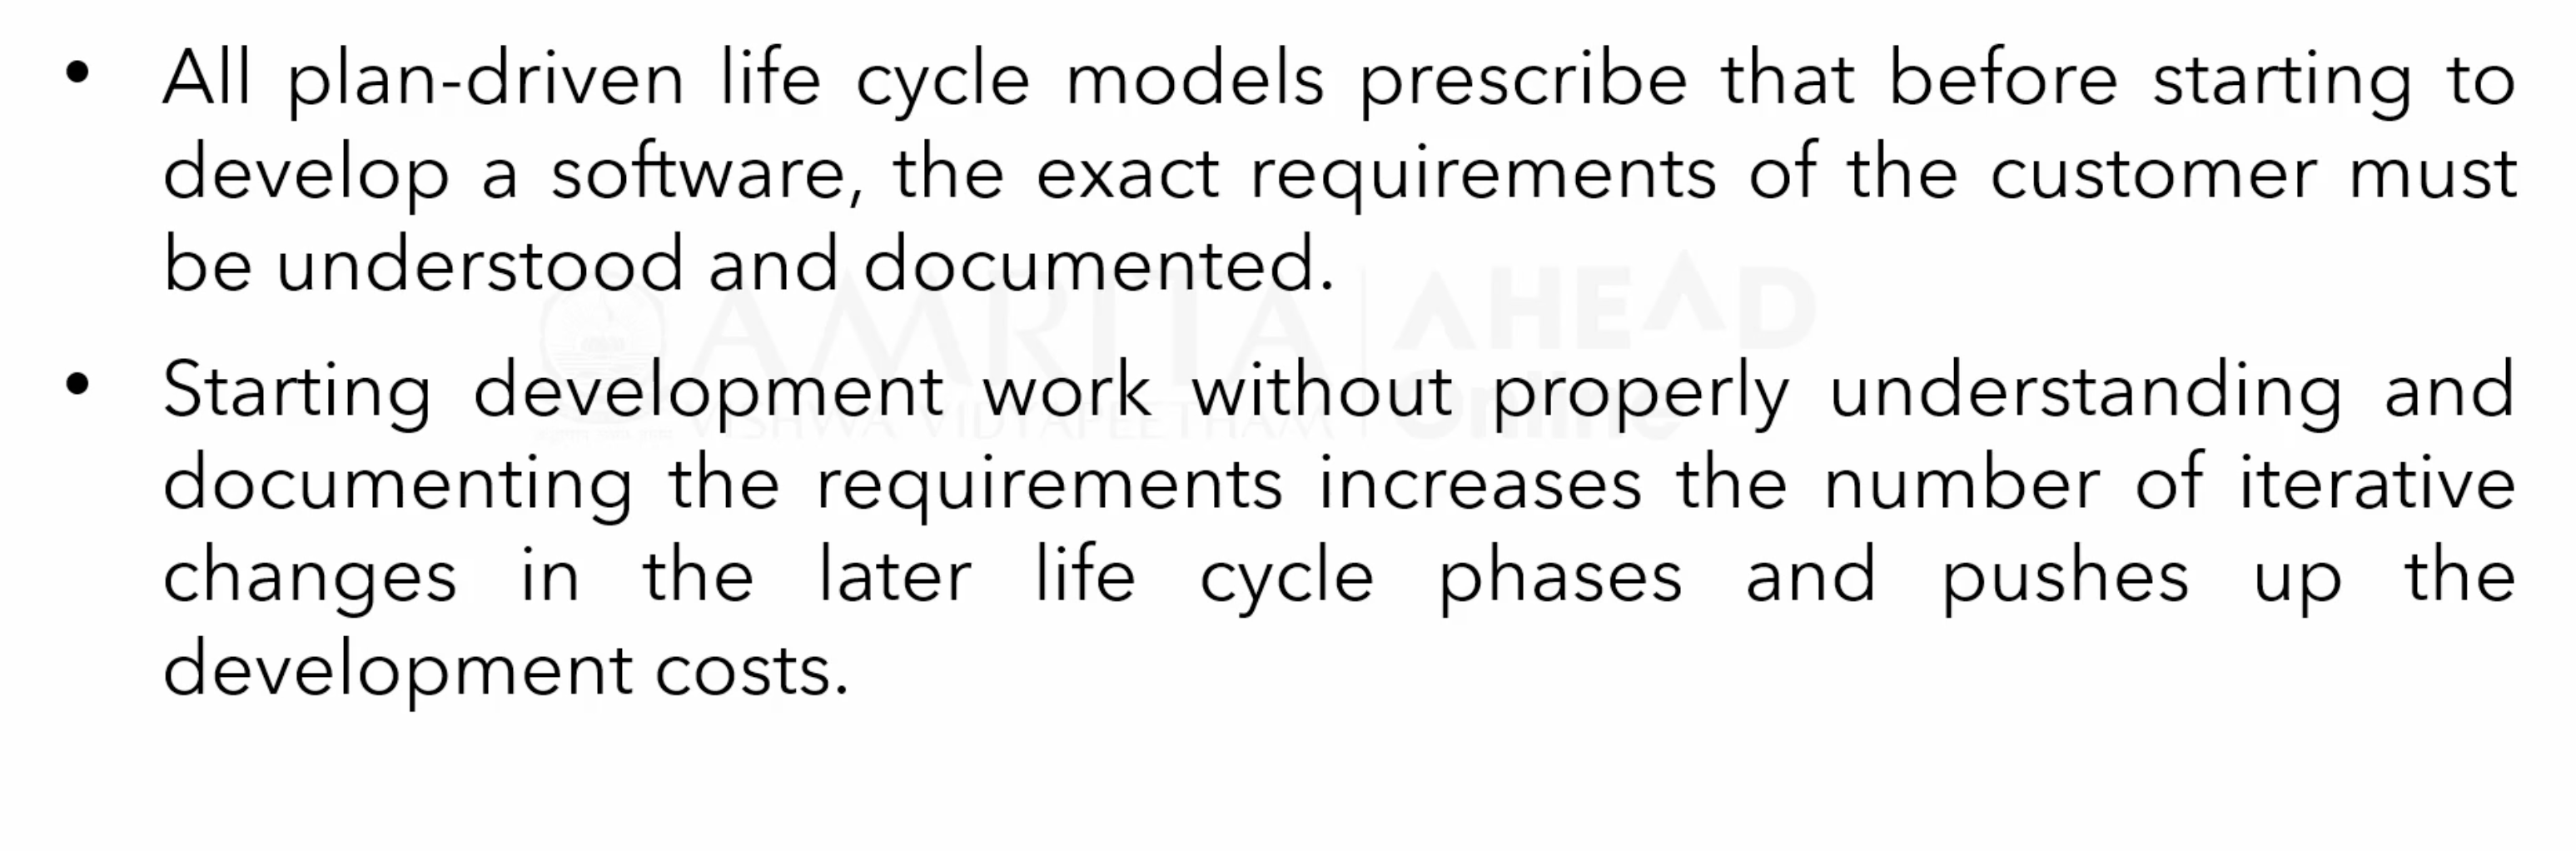 • All plan-driven life cycle models prescribe that before starting to
develop a software, the exact requirements of the customer must
be understood and documented.
AMRITA AHEAD
VISHWA VIDYAPEETHAM Online
• Starting development work without properly understanding and
documenting the requirements increases the number of iterative
changes in the later life cycle phases and pushes up the
development costs.